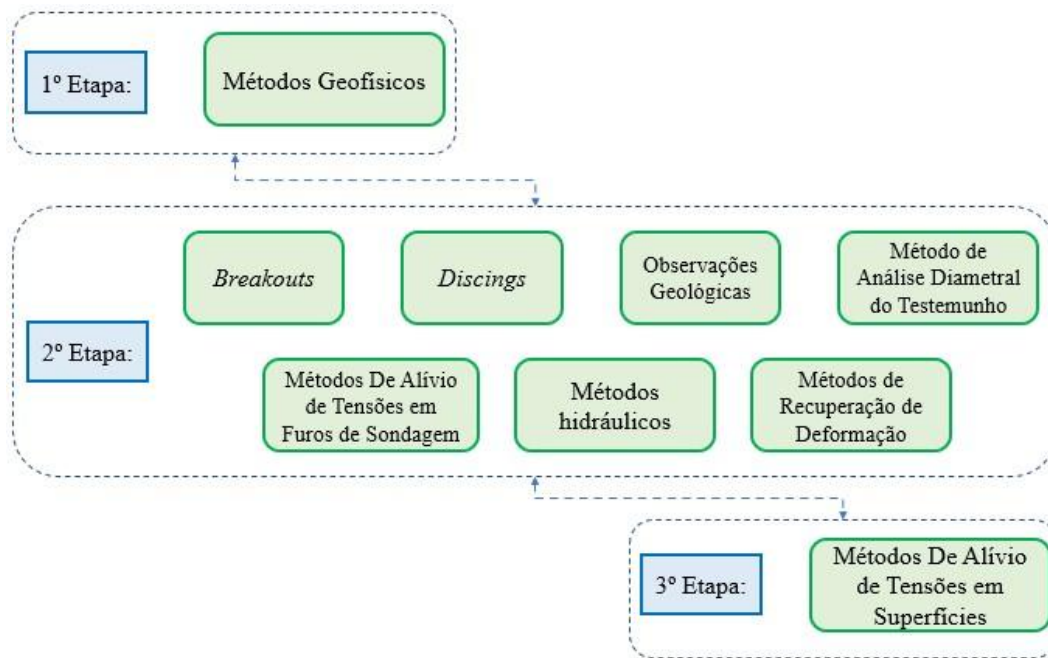 1º Etapa:
Métodos Geofísicos
2º Etapa:
Breakouts
Discings
Observações
Geológicas
Método de
Análise Diametral
do Testemunho
Métodos De Alívio
de Tensões em
Furos de Sondagem
Métodos
hidráulicos
Métodos de
Recuperação de
Deformação
3º Etapa:
Métodos De Alívio
de Tensões em
Superfícies